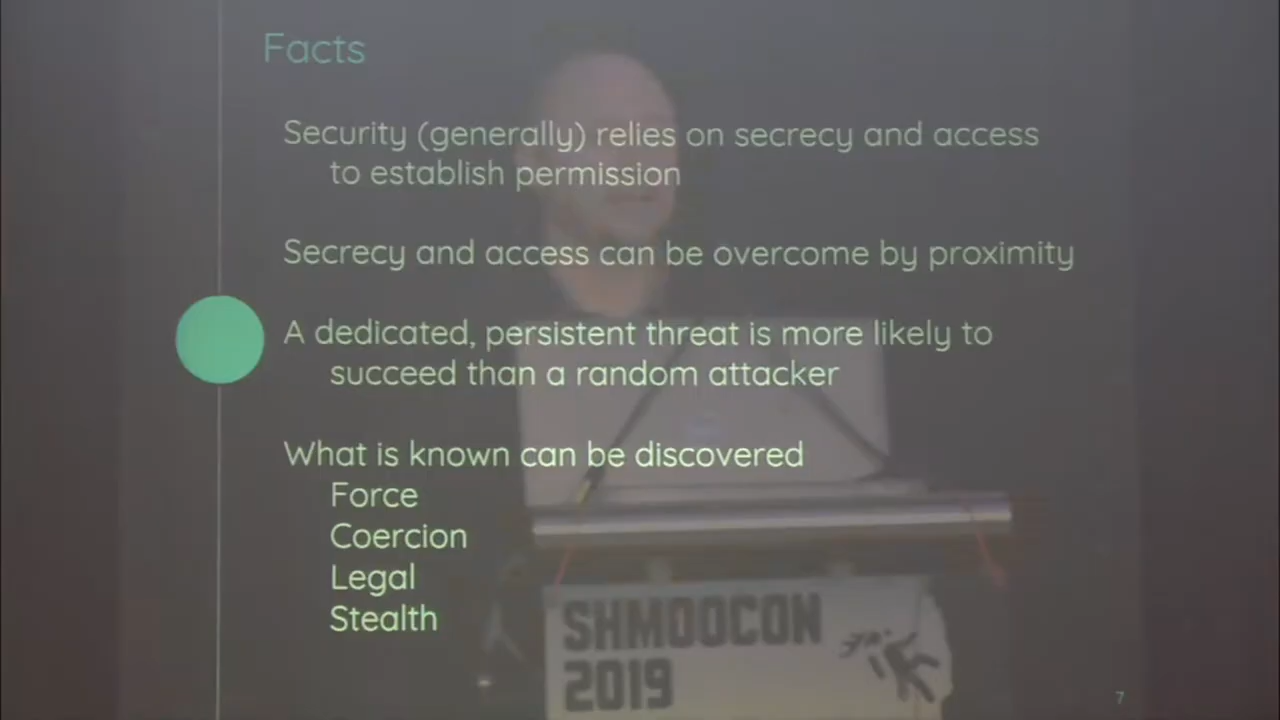 Facts
Security (generally) relies on secrecy and access
to establish permission
Secrecy and access can be overcome by proximity
A dedicated, persistent threat is more likely to
succeed than a random attacker
What is known can be discovered
Force
Coercion
Legal
Stealth
SHMOOCON
2019
7